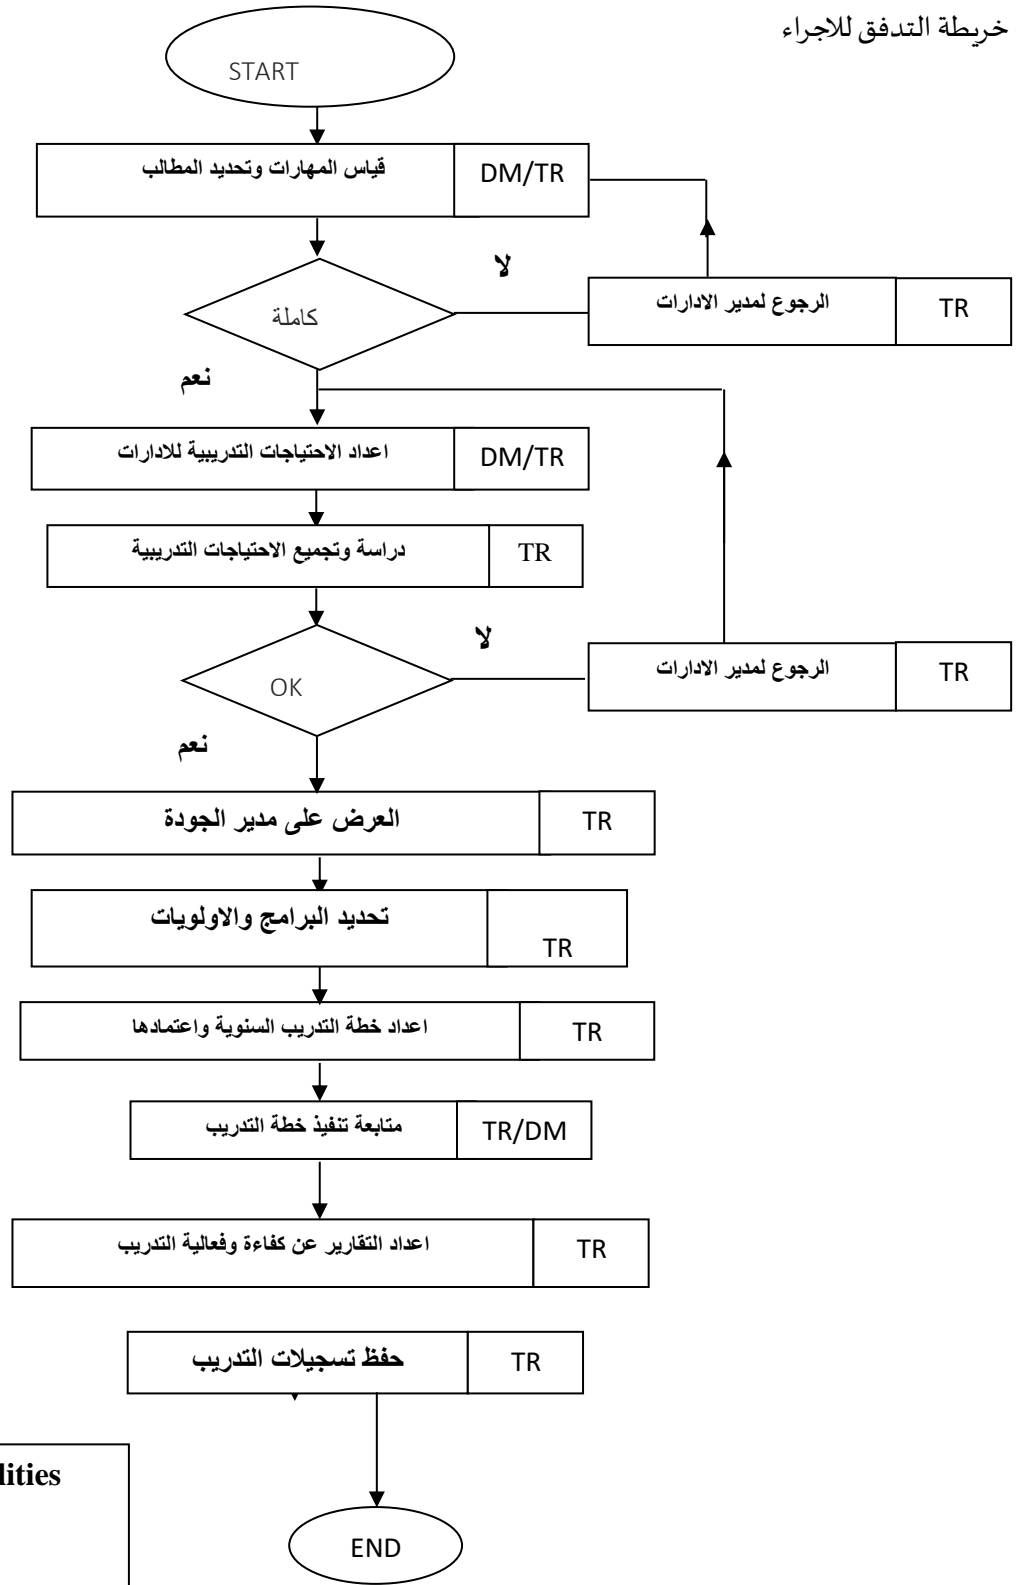 خريطة التدفق للاجراء
START
قياس المهارات وتحديد المطالب
DM/TR
لا
كاملة
الرجوع لمدير الادارات
TR
نعم
اعداد الاحتياجات التدريبية للادارات
DM/TR
دراسة وتجميع الاحتياجات التدريبية
TR
لا
OK
الرجوع لمدير الادارات
TR
نعم
العرض على مدير الجودة
TR
تحديد البرامج والاولويات
TR
اعداد خطة التدريب السنوية واعتمادها
TR
متابعة تنفيذ خطة التدريب
TR/DM
اعداد التقارير عن كفاءة وفعالية التدريب
TR
حفظ تسجيلات التدريب
TR
lities
END